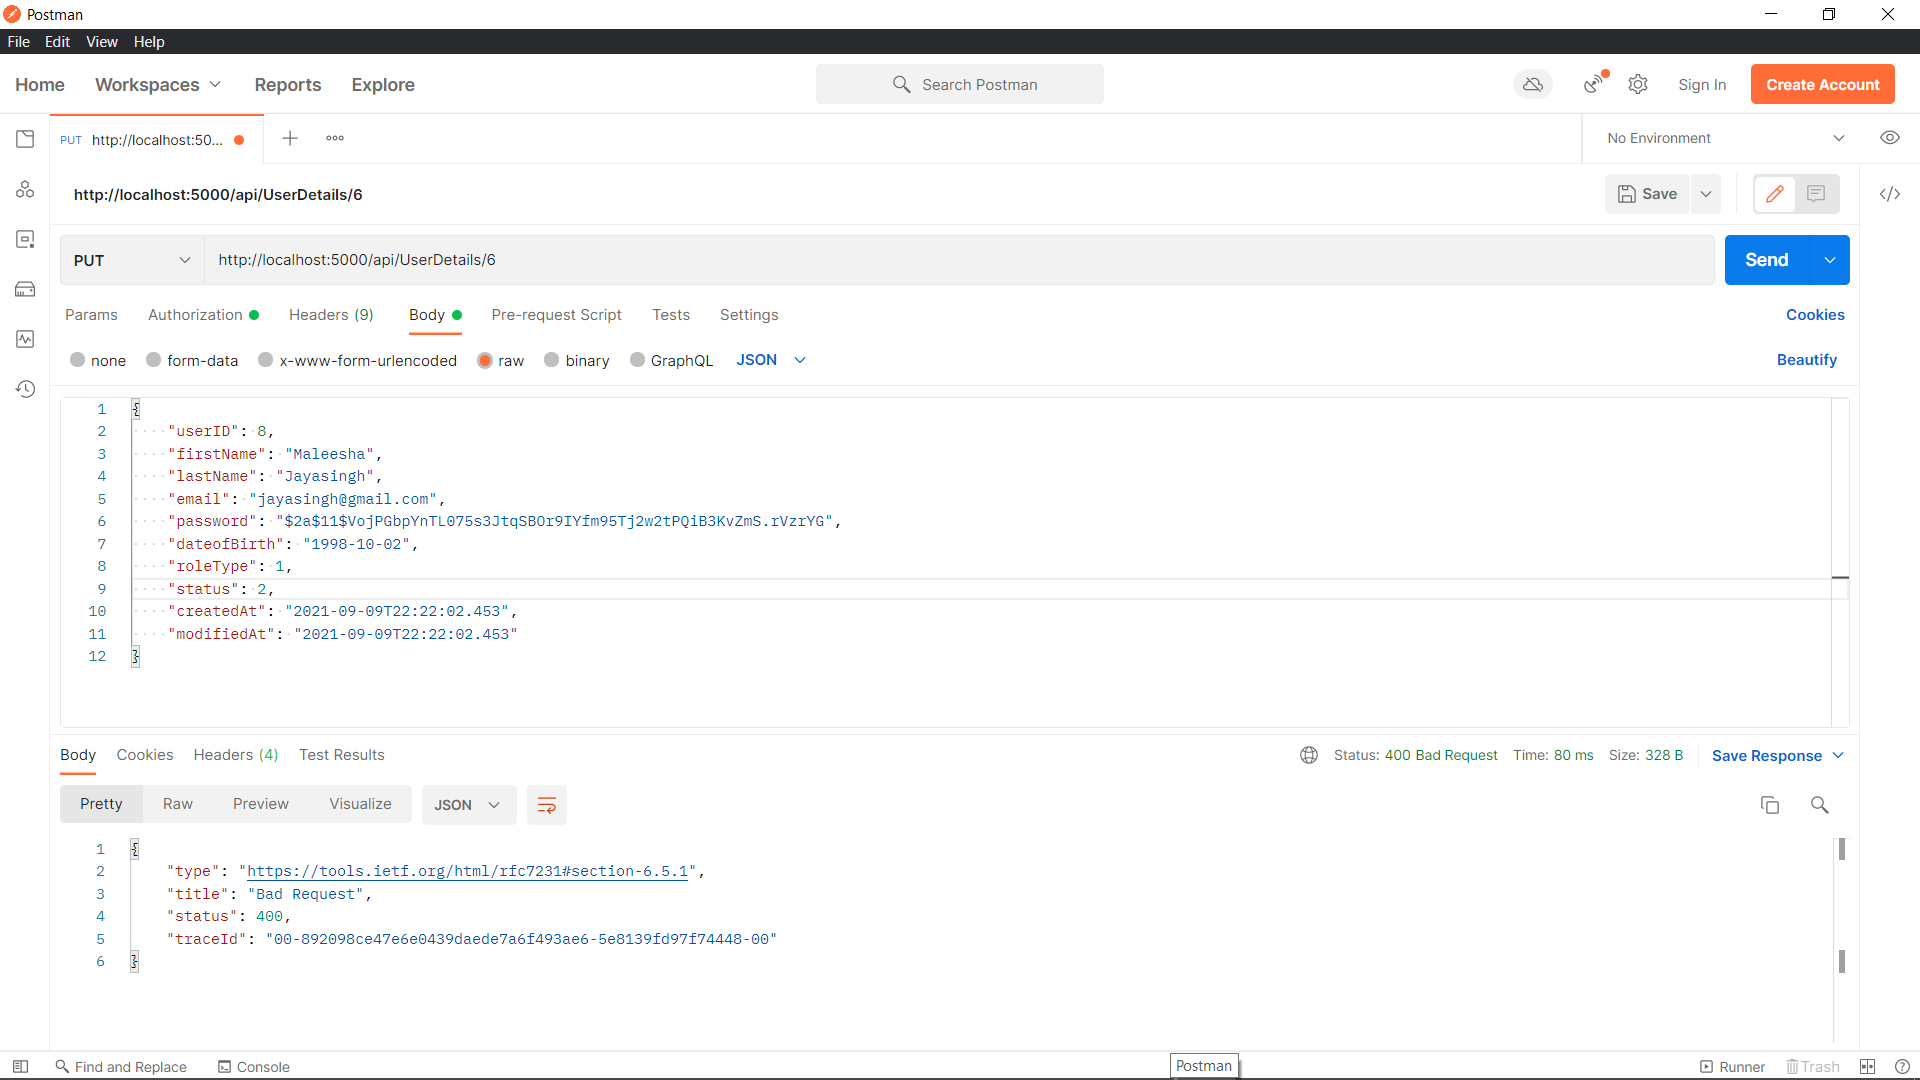 Postman
File Edit View Help
Home Workspaces Reports Explore Search Postman Sign In Create Account
PUT http://localhost:50... No Environment
http://localhost:5000/api/UserDetails/6 Save
PUT http://localhost:5000/api/UserDetails/6 Send
Params Authorization Headers (9) Body Pre-request Script Tests Settings Cookies
none form-data x-www-form-urlencoded raw binary GraphQL JSON Beautify
1 {
2 "userID": 8,
3 "firstName": "Maleesha",
4 "lastName": "Jayasingh",
5 "email": "jayasingh@gmail.com",
6 "password": "$2a$11$VojPGbpYnTL075s3JtqSBOr9IYfm95Tj2w2tPQiB3KvZmS.rVzrYG",
7 "dateofBirth": "1998-10-02",
8 "roleType": 1,
9 "status": 2,
10 "createdAt": "2021-09-09T22:22:02.453",
11 "modifiedAt": "2021-09-09T22:22:02.453"
12 }
Body Cookies Headers (4) Test Results Status: 400 Bad Request Time: 80 ms Size: 328 B Save Response
Pretty Raw Preview Visualize JSON
1 {
2 "type": "https://tools.ietf.org/html/rfc7231#section-6.5.1",
3 "title": "Bad Request",
4 "status": 400,
5 "traceId": "00-892098ce47e6e0439daede7a6f493ae6-5e8139fd97f74448-00"
6 }
Find and Replace Console Postman Runner Trash